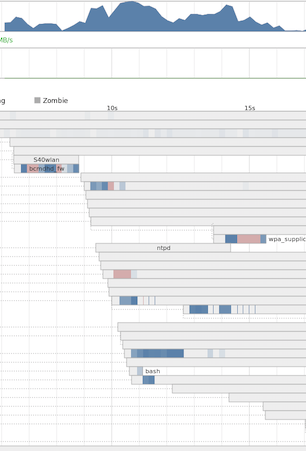 MB/s
Zombie
10s 15s
S40wlan
bcmdhd_fw
wpa_supplic
ntpd
bash